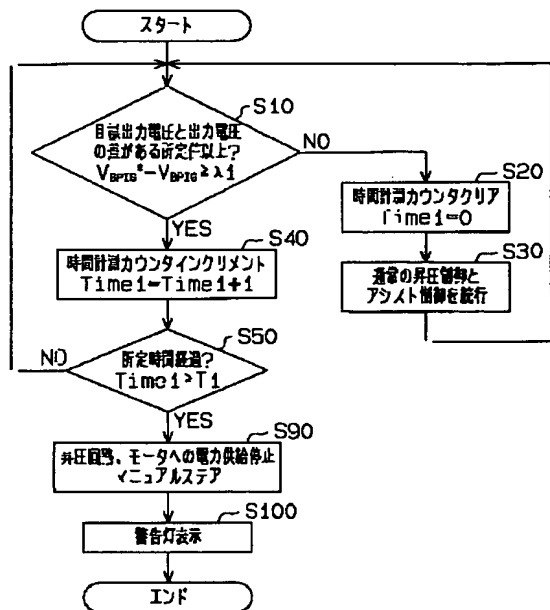 スタート
S10
目標出力電圧と出力電圧
の差がある所定値以上?
VBPIG*-VBPIG≧λ1
NO
YES
S20
時間計測カウンタクリア
Time1=0
S30
通常の昇圧制御と
アシスト制御を続行
S40
時間計測カウンタインクリメント
Time1=Time1+1
S50
所定時間経過?
Time1≧T1
NO
YES
S90
昇圧回路、モータへの電力供給停止
マニュアルステア
S100
警告灯表示
エンド